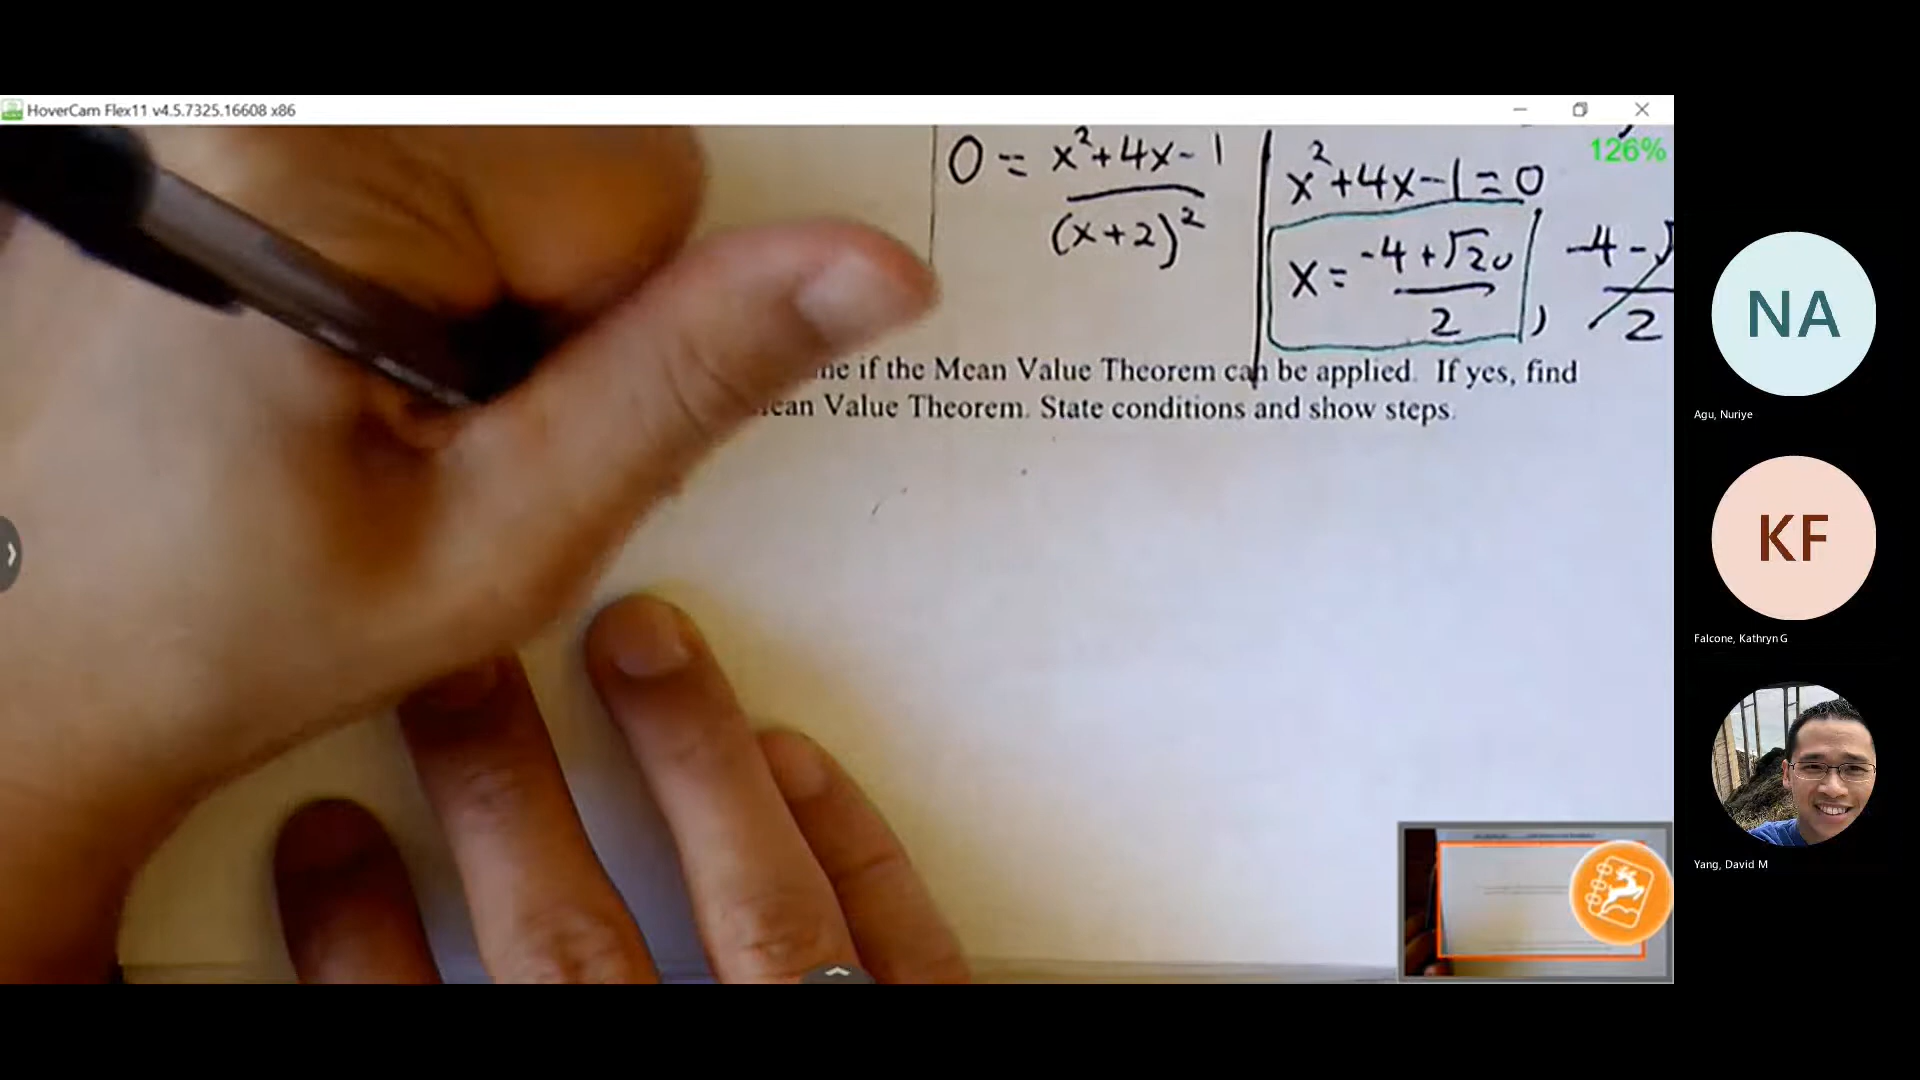 HoverCam Flex11 v4.5.7325.16608 x86
126%
0 = x²+4x-1
(x+2)²
x²+4x-1=0
x = -4+√20
2
,
-4-√
2
if the Mean Value Theorem can be applied. If yes, find
Value Theorem. State conditions and show steps.
NA
Agu, Nuriye
KF
Falcone, Kathryn G
Yang, David M